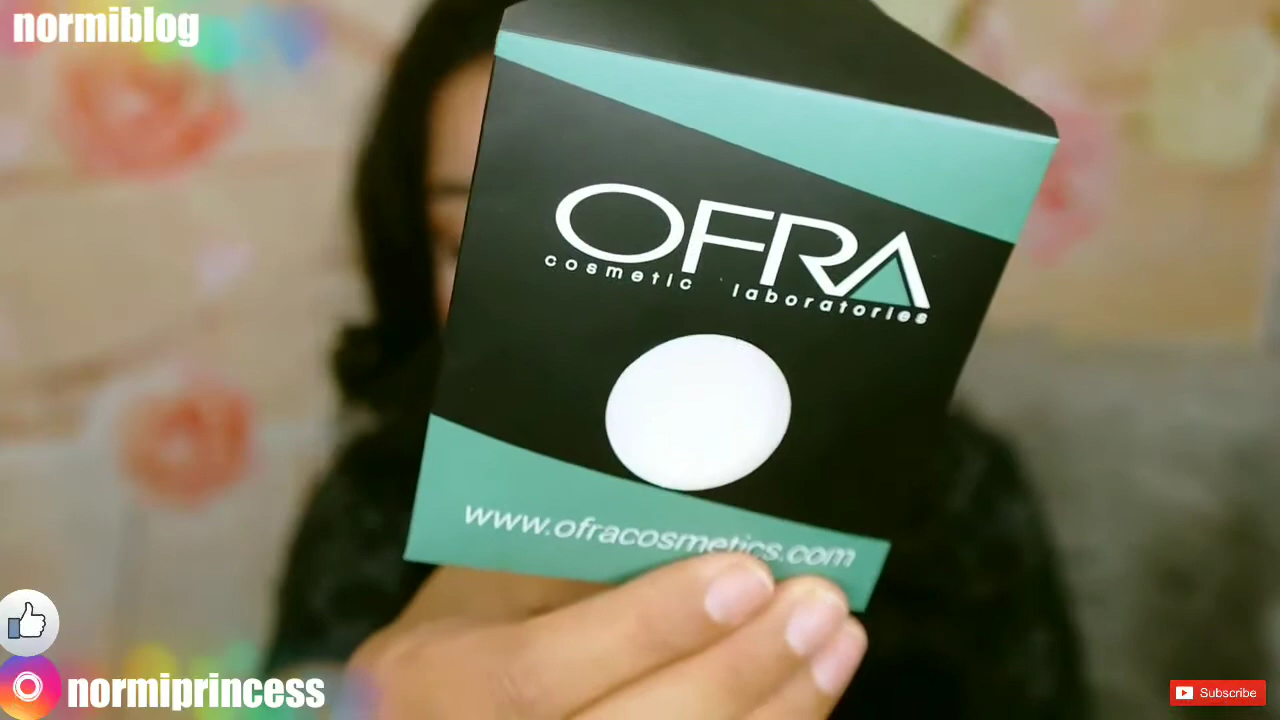 normiblog
OFRA
cosmetic laboratories
www.ofracosmetics.com
normiprincess
Subscribe